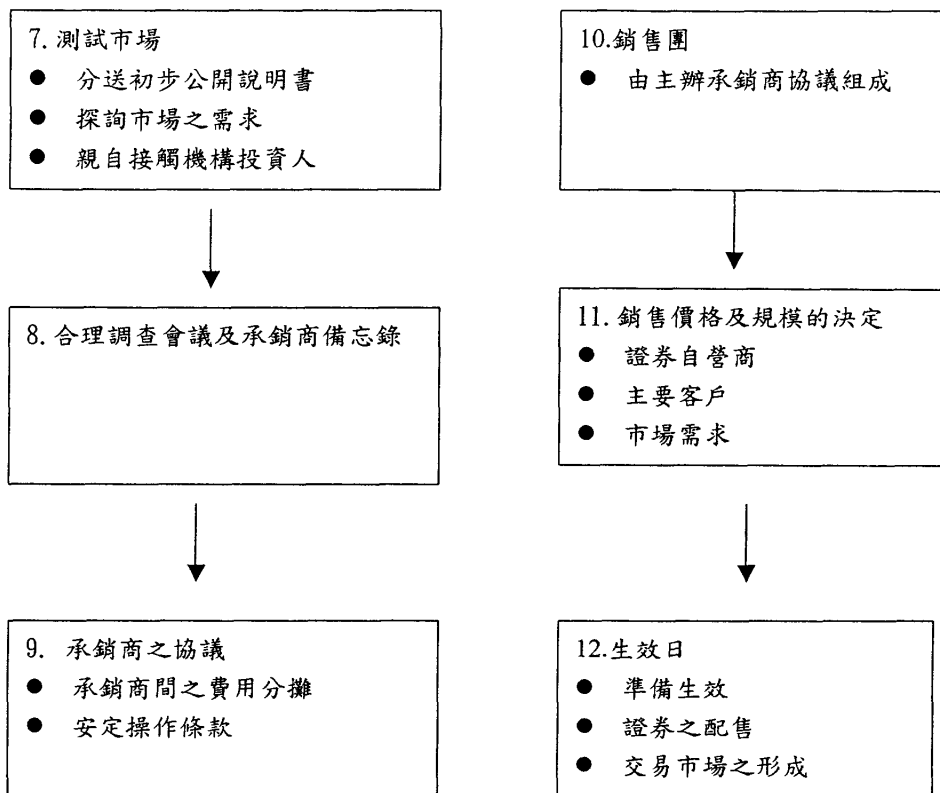 7. 測試市場
● 分送初步公開說明書
● 探詢市場之需求
● 親自接觸機構投資人
8. 合理調查會議及承銷商備忘錄
9. 承銷商之協議
● 承銷商間之費用分攤
● 安定操作條款
10.銷售團
● 由主辦承銷商協議組成
11. 銷售價格及規模的決定
● 證券自營商
● 主要客戶
● 市場需求
12.生效日
● 準備生效
● 證券之配售
● 交易市場之形成